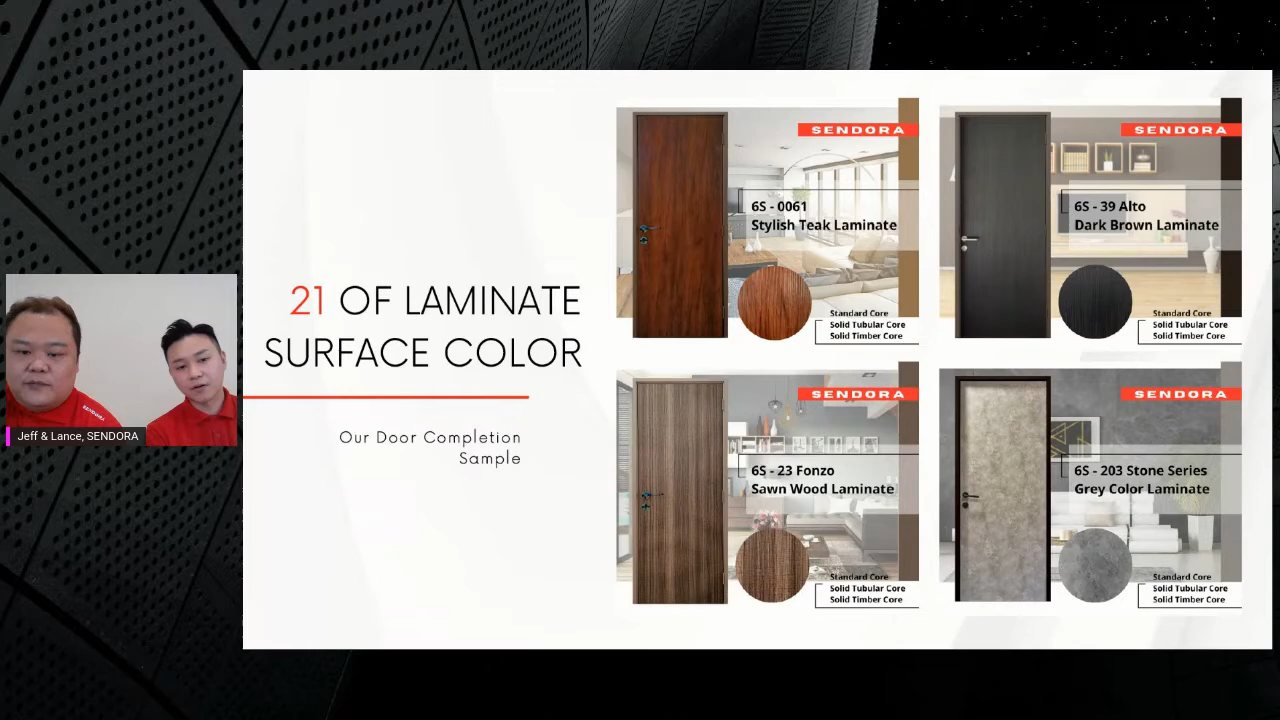 21 OF LAMINATE
SURFACE COLOR
Our Door Completion
Sample
SENDORA
6S - 0061
Stylish Teak Laminate
Standard Core
Solid Tubular Core
Solid Timber Core
SENDORA
6S - 39 Alto
Dark Brown Laminate
Standard Core
Solid Tubular Core
Solid Timber Core
SENDORA
6S - 23 Fonzo
Sawn Wood Laminate
Standard Core
Solid Tubular Core
Solid Timber Core
SENDORA
6S - 203 Stone Series
Grey Color Laminate
Standard Core
Solid Tubular Core
Solid Timber Core
SENDORA
Jeff & Lance, SENDORA